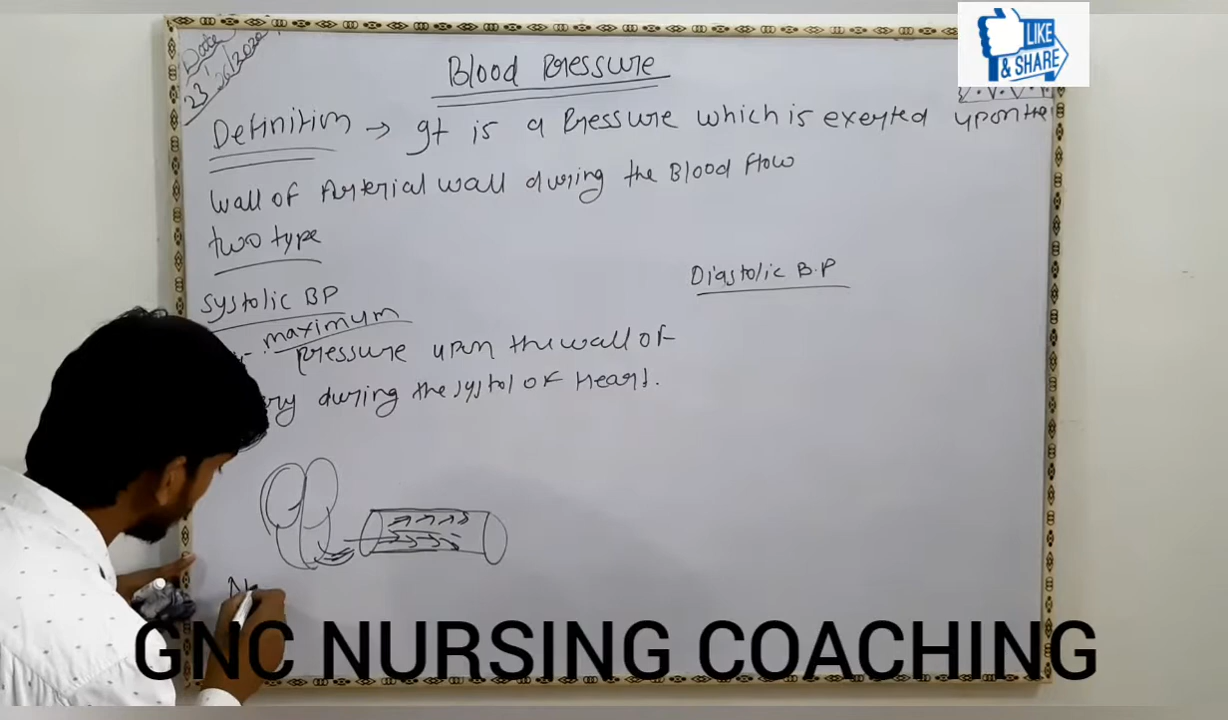 Date
23/06/2020
LIKE
& SHARE
Blood Pressure
Definition → It is a Pressure which is exerted upon the
wall of Arterial wall during the Blood flow
two type
Systolic BP
Diastolic B.P
maximum
pressure upon the wall of
ery during the systol of Heart.
GNC NURSING COACHING